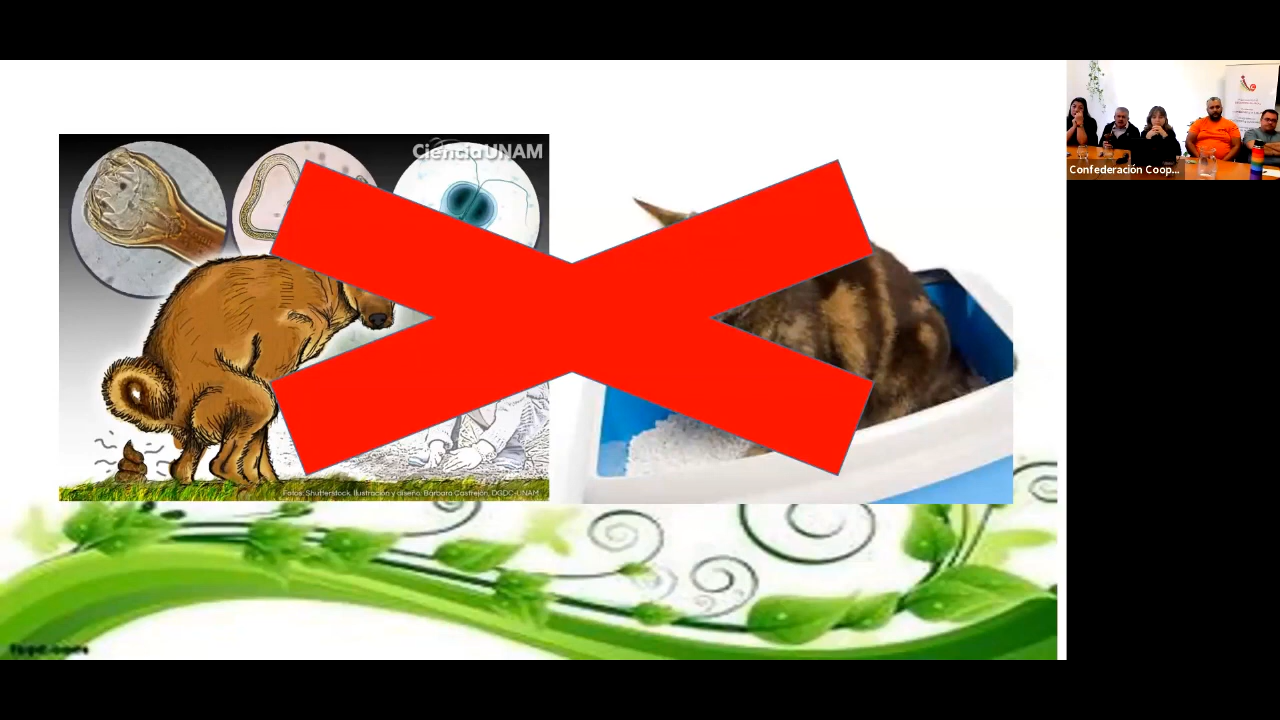 CienciaUNAM
Confederación Coop...
Fotos: Shutterstock. Ilustración y diseño: Bárbara Castrejón, DGDC-UNAM